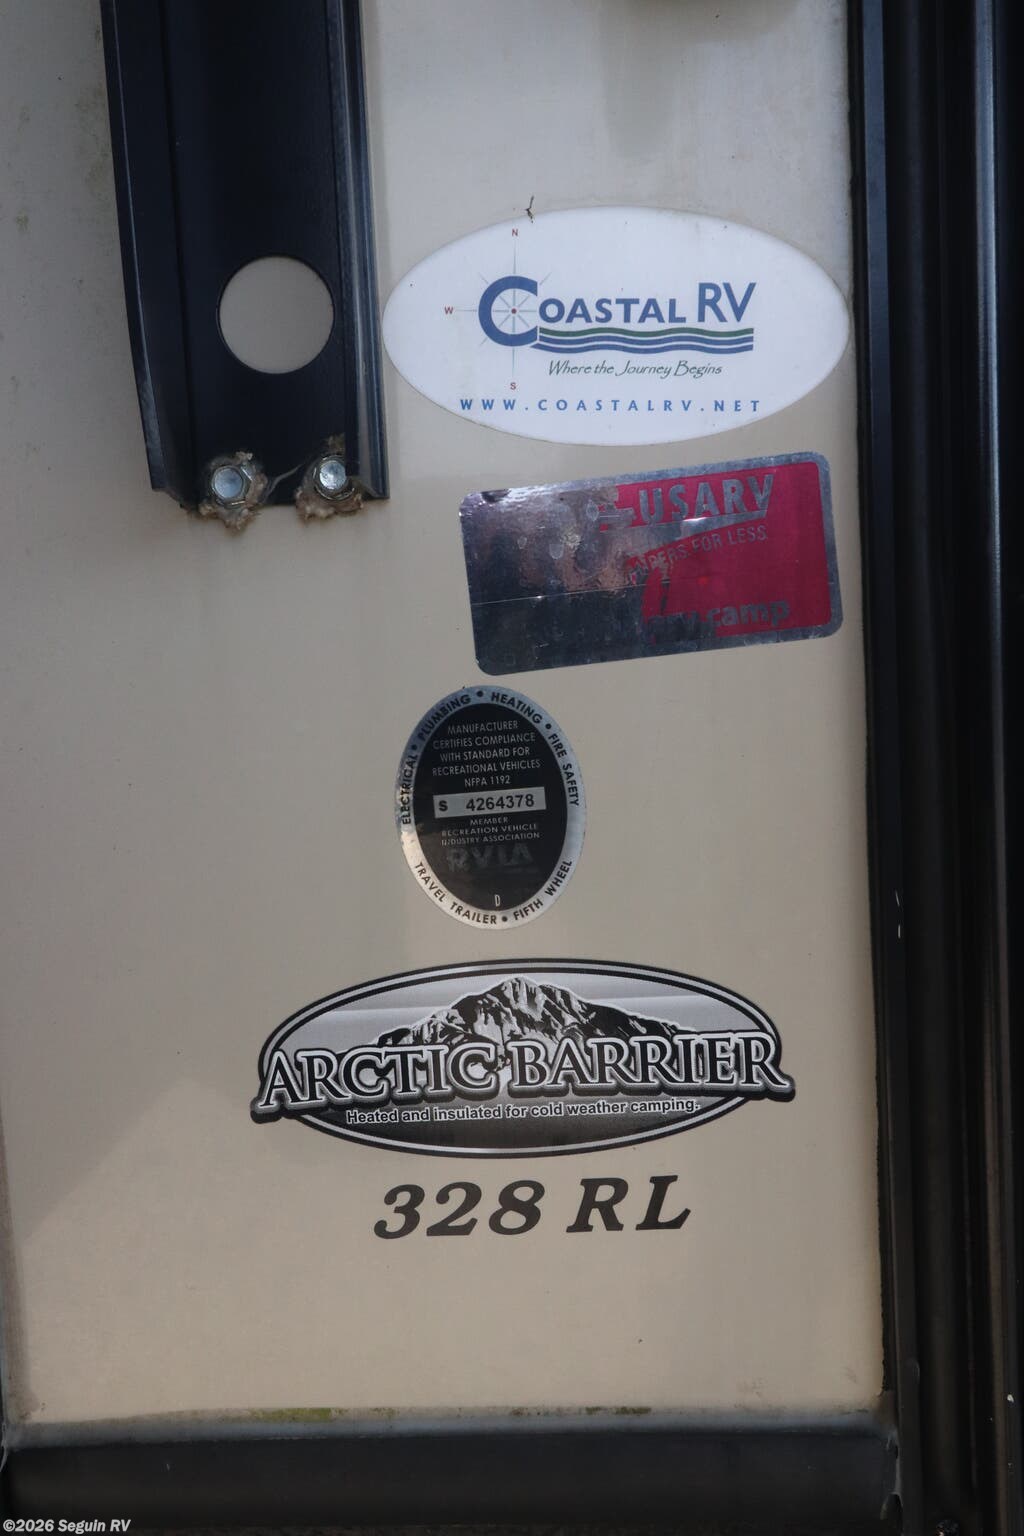 N
W
COASTAL RV
S
Where the Journey Begins
WWW.COASTALRV.NET
USARV
FOR LESS
camp
ELECTRICAL • PLUMBING • HEATING • FIRE SAFETY
MANUFACTURER
CERTIFIES COMPLIANCE
WITH STANDARD FOR
RECREATIONAL VEHICLES
NFPA 1192
S 4264378
MEMBER
RECREATION VEHICLE
INDUSTRY ASSOCIATION
RVIA
D
TRAVEL TRAILER • FIFTH WHEEL
ARCTIC BARRIER
Heated and insulated for cold weather camping.
328 RL
©2026 Seguin RV